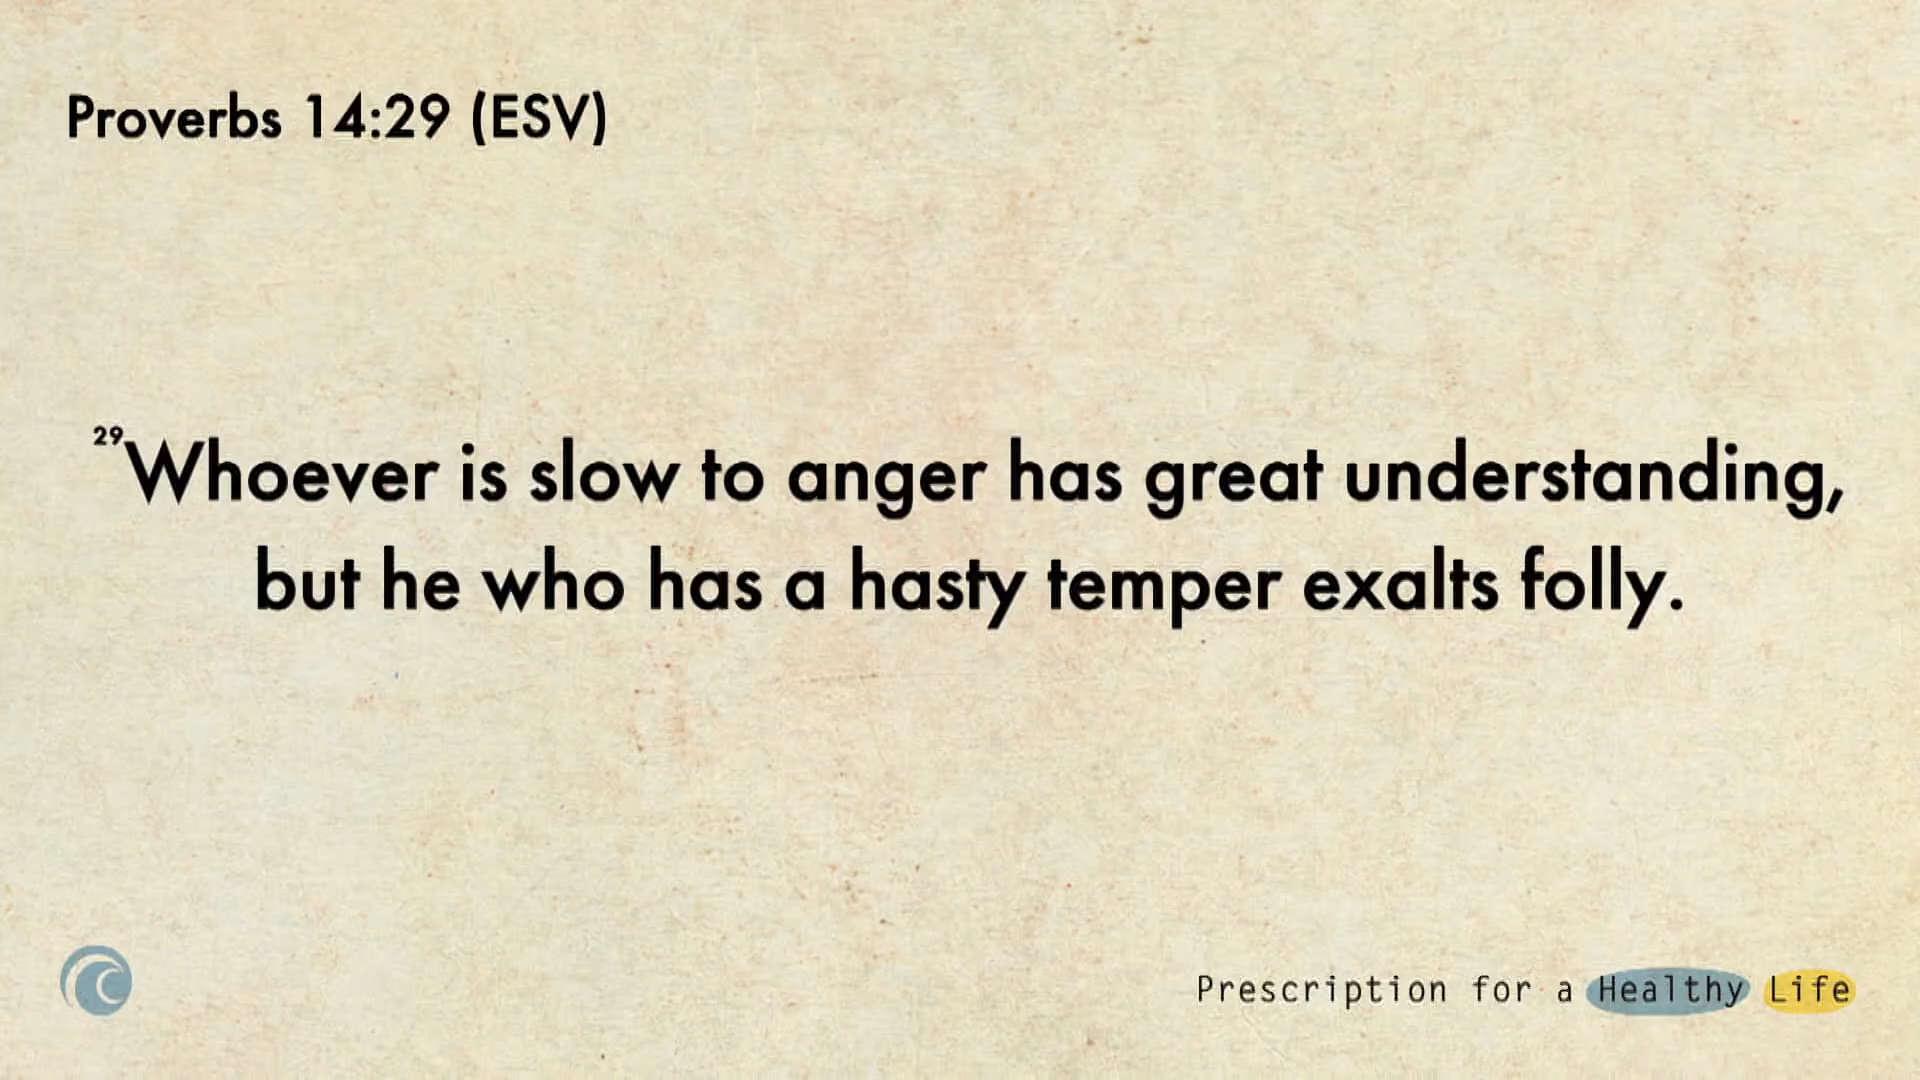 Proverbs 14:29 (ESV)
29Whoever is slow to anger has great understanding,
but he who has a hasty temper exalts folly.
Prescription for a Healthy Life